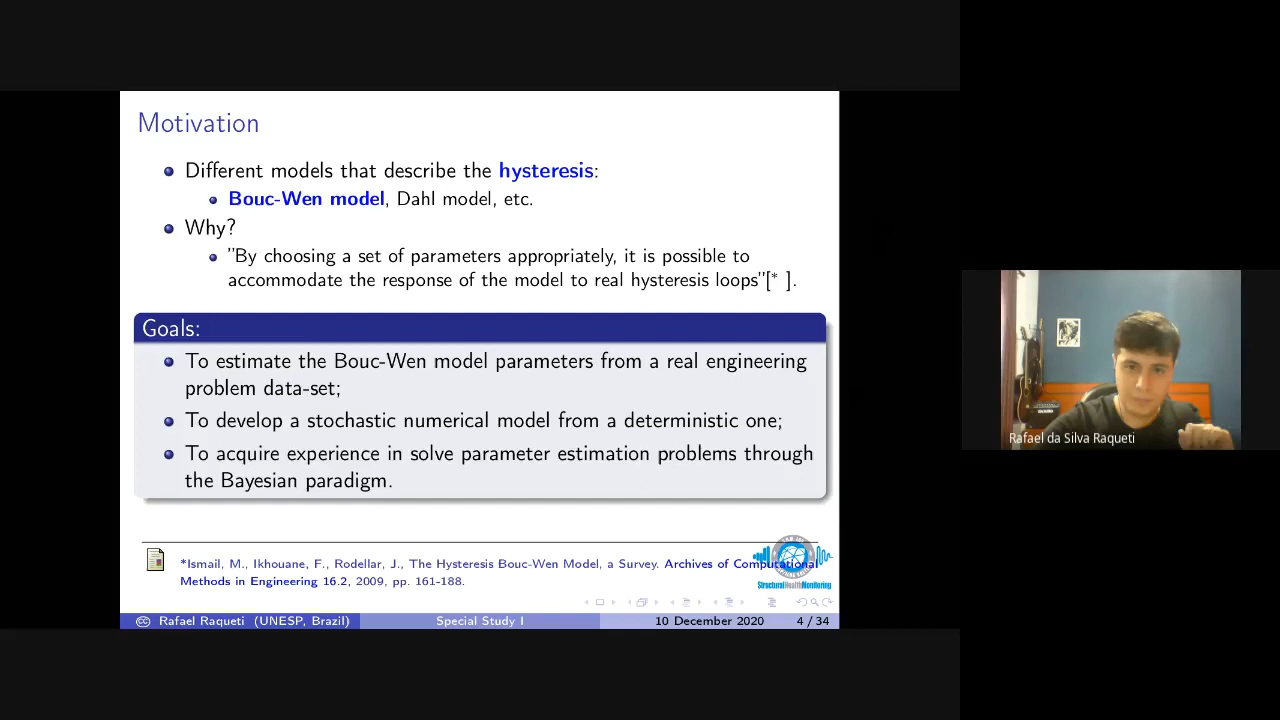 Motivation
Different models that describe the hysteresis:
Bouc-Wen model, Dahl model, etc.
Why?
”By choosing a set of parameters appropriately, it is possible to
accommodate the response of the model to real hysteresis loops”[* ].
Goals:
To estimate the Bouc-Wen model parameters from a real engineering
problem data-set;
To develop a stochastic numerical model from a deterministic one;
To acquire experience in solve parameter estimation problems through
the Bayesian paradigm.
*Ismail, M., Ikhouane, F., Rodellar, J., The Hysteresis Bouc-Wen Model, a Survey. Archives of Computational
Methods in Engineering 16.2, 2009, pp. 161-188.
StructuralHealthMonitoring
cc Rafael Raqueti (UNESP, Brazil) Special Study I 10 December 2020 4 / 34
Rafael da Silva Raqueti